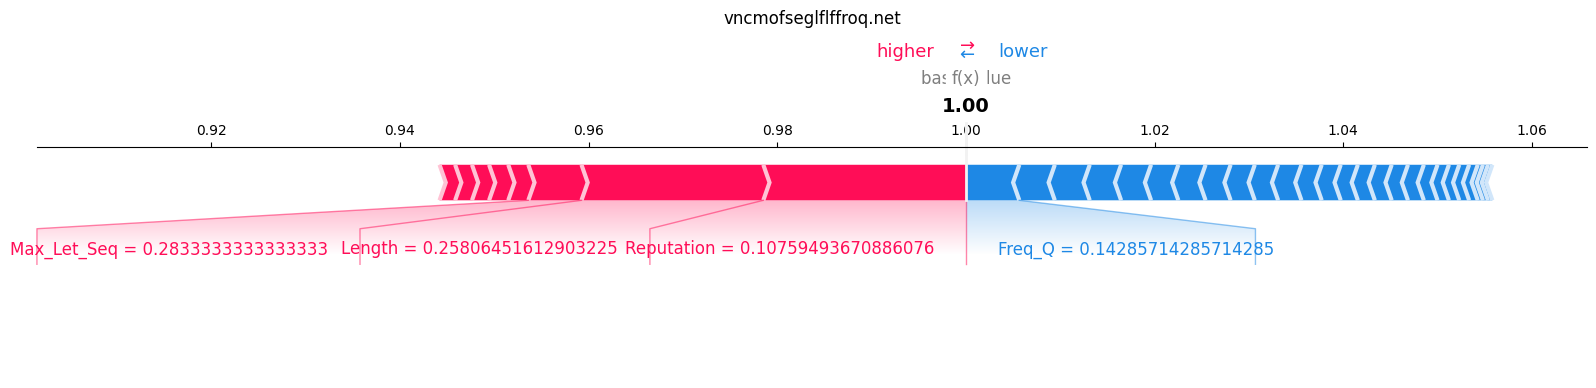 vncmofseglflffroq.net
higher ⇄ lower
bas f(x) lue
1.00
0.92 0.94 0.96 0.98 1.00 1.02 1.04 1.06
Max_Let_Seq = 0.2833333333333333 Length = 0.25806451612903225 Reputation = 0.10759493670886076 Freq_Q = 0.14285714285714285